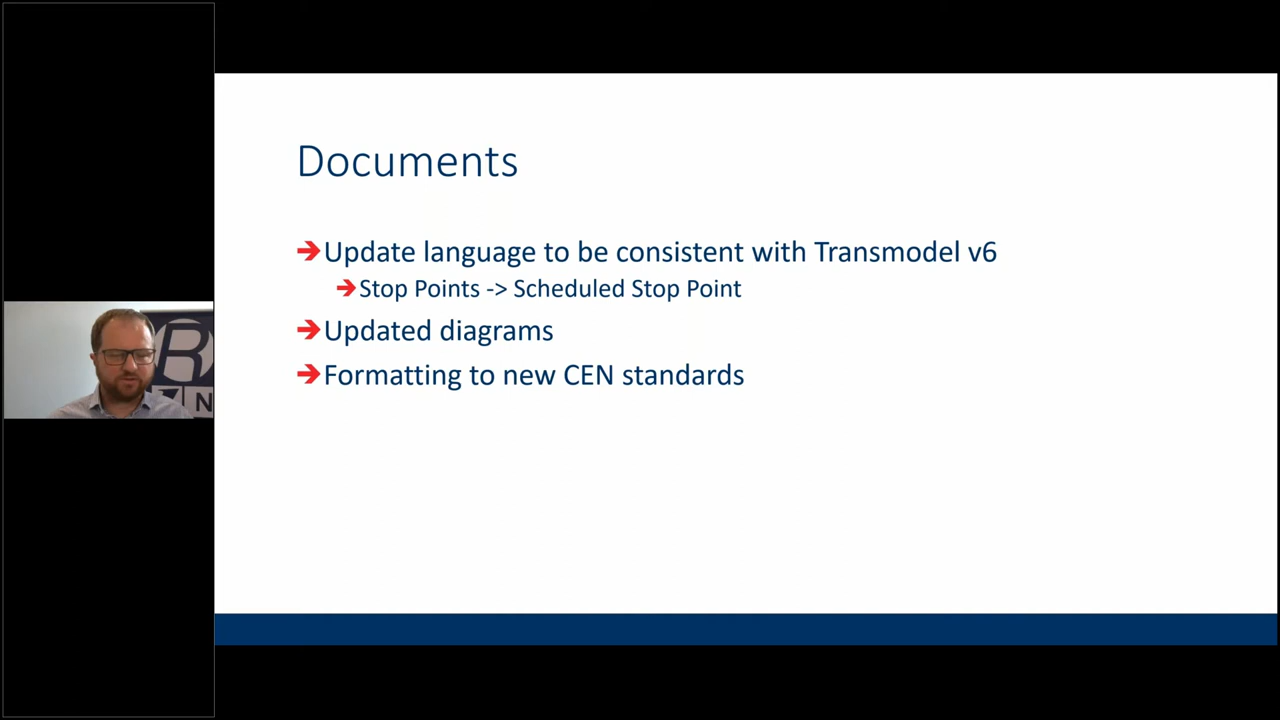 Documents
➔Update language to be consistent with Transmodel v6
➔Stop Points -> Scheduled Stop Point
➔Updated diagrams
➔Formatting to new CEN standards
R
N